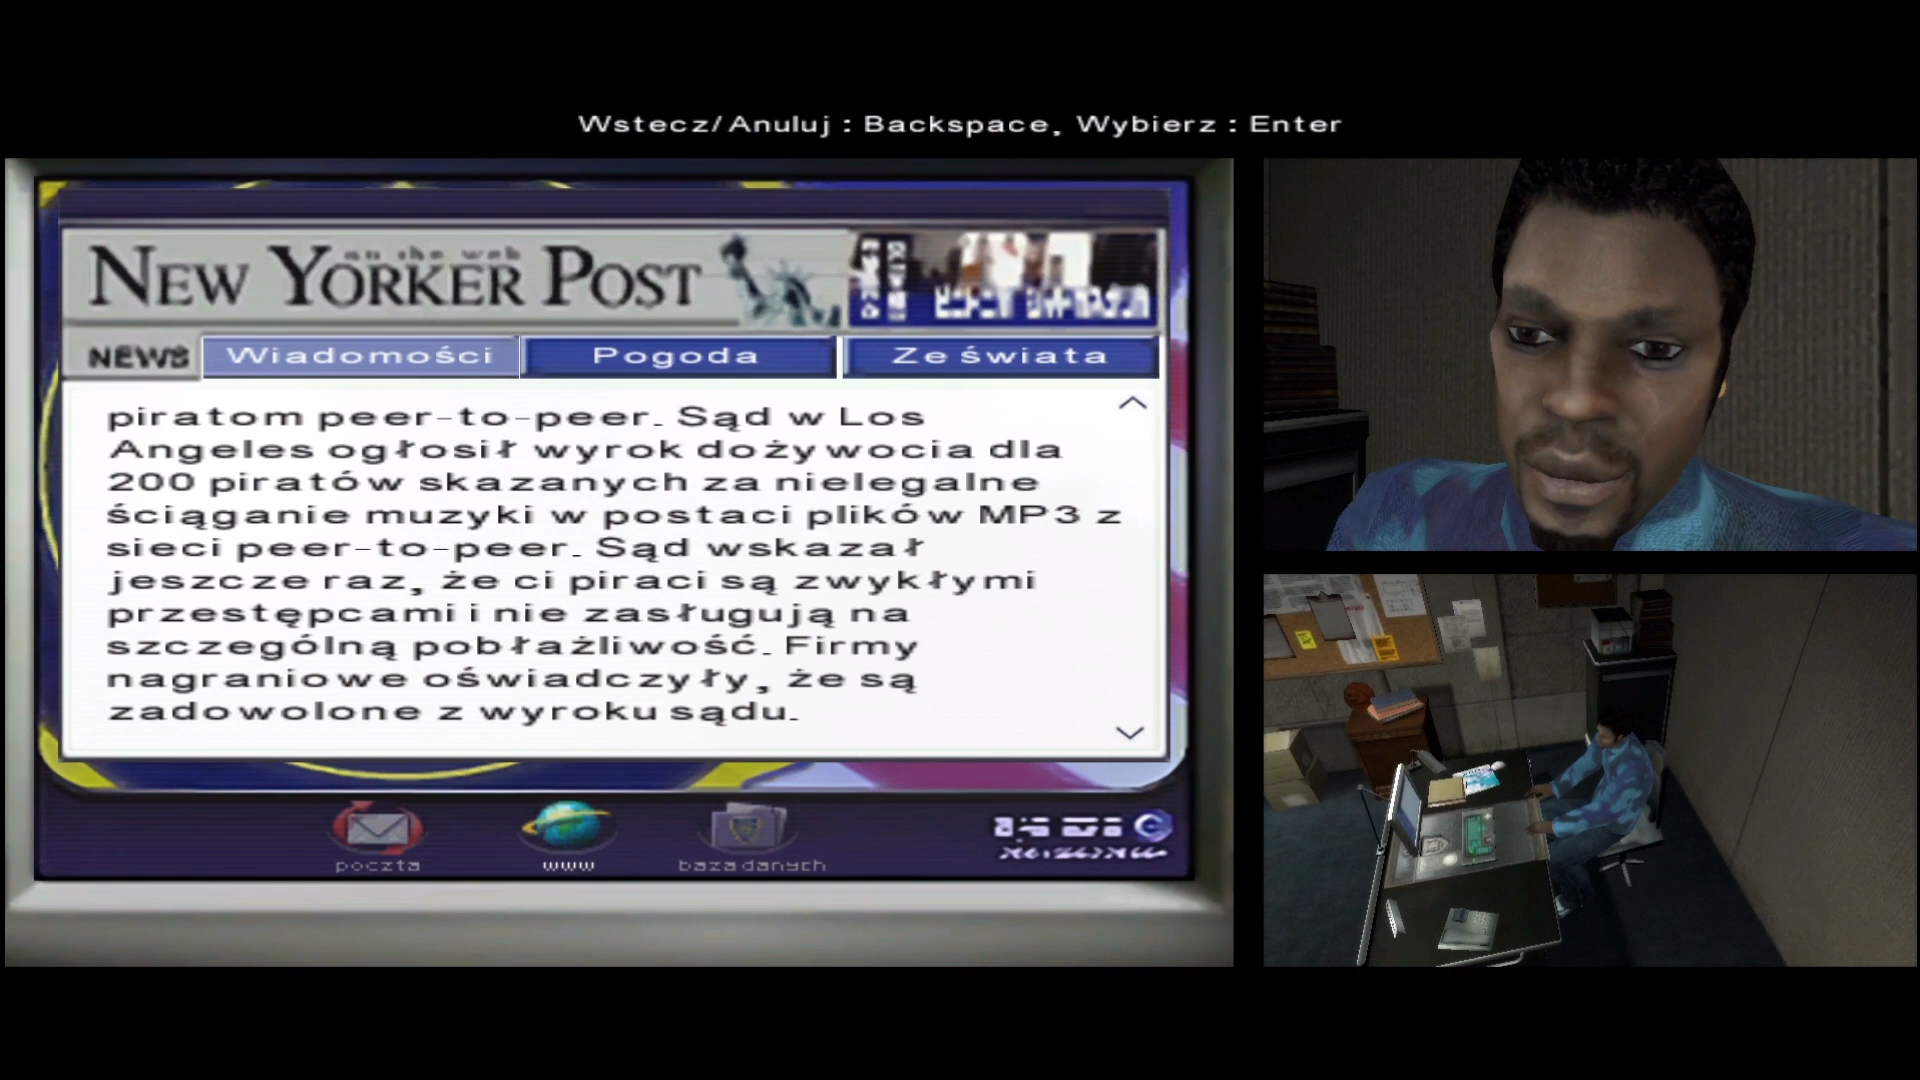 Wstecz/Anuluj : Backspace, Wybierz : Enter
on the web
NEW YORKER POST
NEWS
Wiadomości
Pogoda
Ze świata
piratom peer-to-peer. Sąd w Los
Angeles ogłosił wyrok dożywocia dla
200 piratów skazanych za nielegalne
ściąganie muzyki w postaci plików MP3 z
sieci peer-to-peer. Sąd wskazał
jeszcze raz, że ci piraci są zwykłymi
przestępcami i nie zasługują na
szczególną pobłażliwość. Firmy
nagraniowe oświadczyły, że są
zadowolone z wyroku sądu.
poczta
www
baza danych